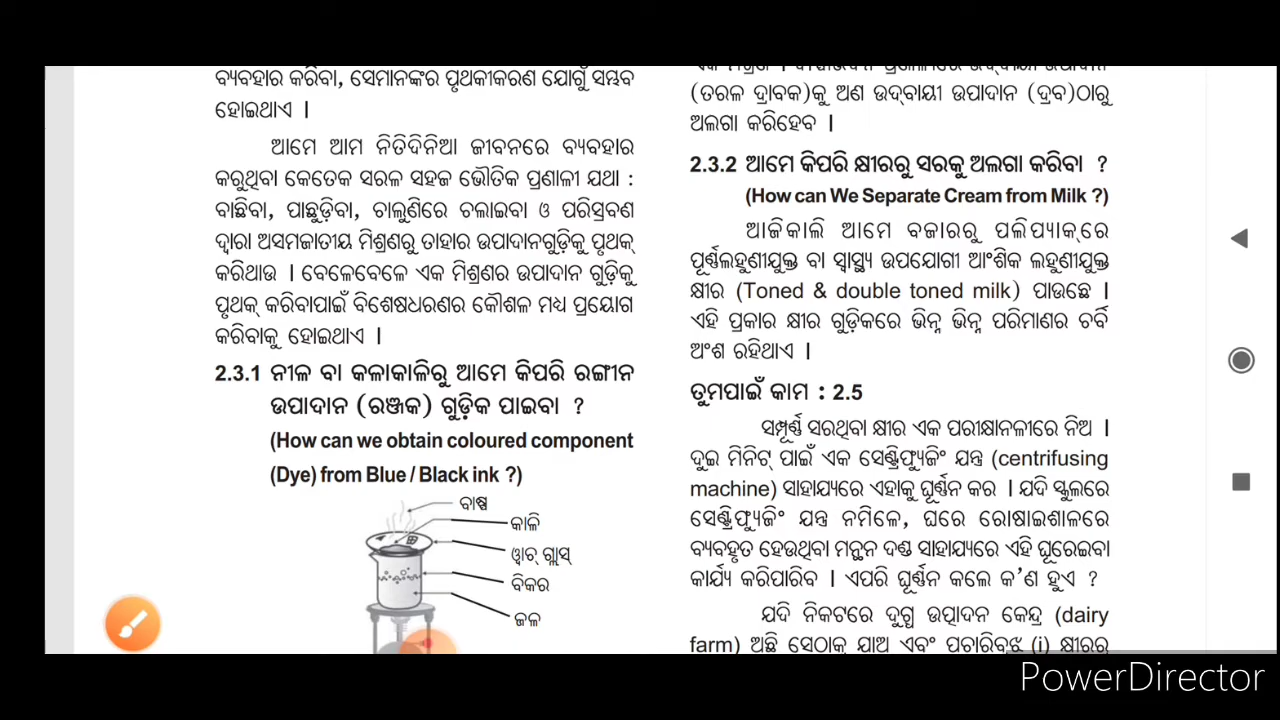 ବ୍ୟବହାର କରିବା, ସେମାନଙ୍କର ପୃଥକୀକରଣ ଯୋଗୁଁ ସମ୍ଭବ
ହୋଇଥାଏ ।
ଆମେ ଆମ ନିତିଦିନିଆ ଜୀବନରେ ବ୍ୟବହାର
କରୁଥିବା କେତେକ ସରଳ ସହଜ ଭୌତିକ ପ୍ରଣାଳୀ ଯଥା :
ବାଛିବା, ପାଛୁଡ଼ିବା, ଚାଲୁଣିରେ ଚଲାଇବା ଓ ପରିସ୍ରବଣ
ଦ୍ୱାରା ଅସମଜାତୀୟ ମିଶ୍ରଣରୁ ତାହାର ଉପାଦାନଗୁଡ଼ିକୁ ପୃଥକ୍
କରିଥାଉ । ବେଳେବେଳେ ଏକ ମିଶ୍ରଣର ଉପାଦାନ ଗୁଡ଼ିକୁ
ପୃଥକ୍ କରିବାପାଇଁ ବିଶେଷଧରଣର କୌଶଳ ମଧ୍ୟ ପ୍ରୟୋଗ
କରିବାକୁ ହୋଇଥାଏ ।
2.3.1 ନୀଳ ବା କଳାକାଳିରୁ ଆମେ କିପରି ରଙ୍ଗୀନ
ଉପାଦାନ (ରଞ୍ଜକ) ଗୁଡ଼ିକ ପାଇବା ?
(How can we obtain coloured component
(Dye) from Blue / Black ink ?)
ବାଷ୍ପ
କାଳି
ୱାଚ୍ ଗ୍ଲାସ୍
ବିକର
ଜଳ
(ତରଳ ଦ୍ରାବକ)କୁ ଅଣ ଉଦ୍‌ବାୟୀ ଉପାଦାନ (ଦ୍ରବ)ଠାରୁ
ଅଲଗା କରିହେବ ।
2.3.2 ଆମେ କିପରି କ୍ଷୀରରୁ ସରକୁ ଅଲଗା କରିବା ?
(How can We Separate Cream from Milk ?)
ଆଜିକାଲି ଆମେ ବଜାରରୁ ପଲିପ୍ୟାକ୍‌ରେ
ପୂର୍ଣ୍ଣଲହୁଣୀଯୁକ୍ତ ବା ସ୍ୱାସ୍ଥ୍ୟ ଉପଯୋଗୀ ଆଂଶିକ ଲହୁଣୀଯୁକ୍ତ
କ୍ଷୀର (Toned & double toned milk) ପାଉଛେ ।
ଏହି ପ୍ରକାର କ୍ଷୀର ଗୁଡ଼ିକରେ ଭିନ୍ନ ଭିନ୍ନ ପରିମାଣର ଚର୍ବି
ଅଂଶ ରହିଥାଏ ।
ତୁମପାଇଁ କାମ : 2.5
ସମ୍ପୂର୍ଣ୍ଣ ସରଥିବା କ୍ଷୀର ଏକ ପରୀକ୍ଷାନଳୀରେ ନିଅ ।
ଦୁଇ ମିନିଟ୍ ପାଇଁ ଏକ ସେଣ୍ଟ୍ରିଫ୍ୟୁଜିଂ ଯନ୍ତ୍ର (centrifusing
machine) ସାହାଯ୍ୟରେ ଏହାକୁ ଘୂର୍ଣ୍ଣନ କର । ଯଦି ସ୍କୁଲରେ
ସେଣ୍ଟ୍ରିଫ୍ୟୁଜିଂ ଯନ୍ତ୍ର ନମିଳେ, ଘରେ ରୋଷାଇଶାଳରେ
ବ୍ୟବହୃତ ହେଉଥିବା ମନ୍ଥନ ଦଣ୍ଡ ସାହାଯ୍ୟରେ ଏହି ଘୂରେଇବା
କାର୍ଯ୍ୟ କରିପାରିବ । ଏପରି ଘୂର୍ଣ୍ଣନ କଲେ କ'ଣ ହୁଏ ?
ଯଦି ନିକଟରେ ଦୁଗ୍ଧ ଉତ୍ପାଦନ କେନ୍ଦ୍ର (dairy
farm) ଅଛି ସେଠାକୁ ଯାଅ ଏବଂ ପଚାରିବୁଝ (i) କ୍ଷୀରରୁ
PowerDirector